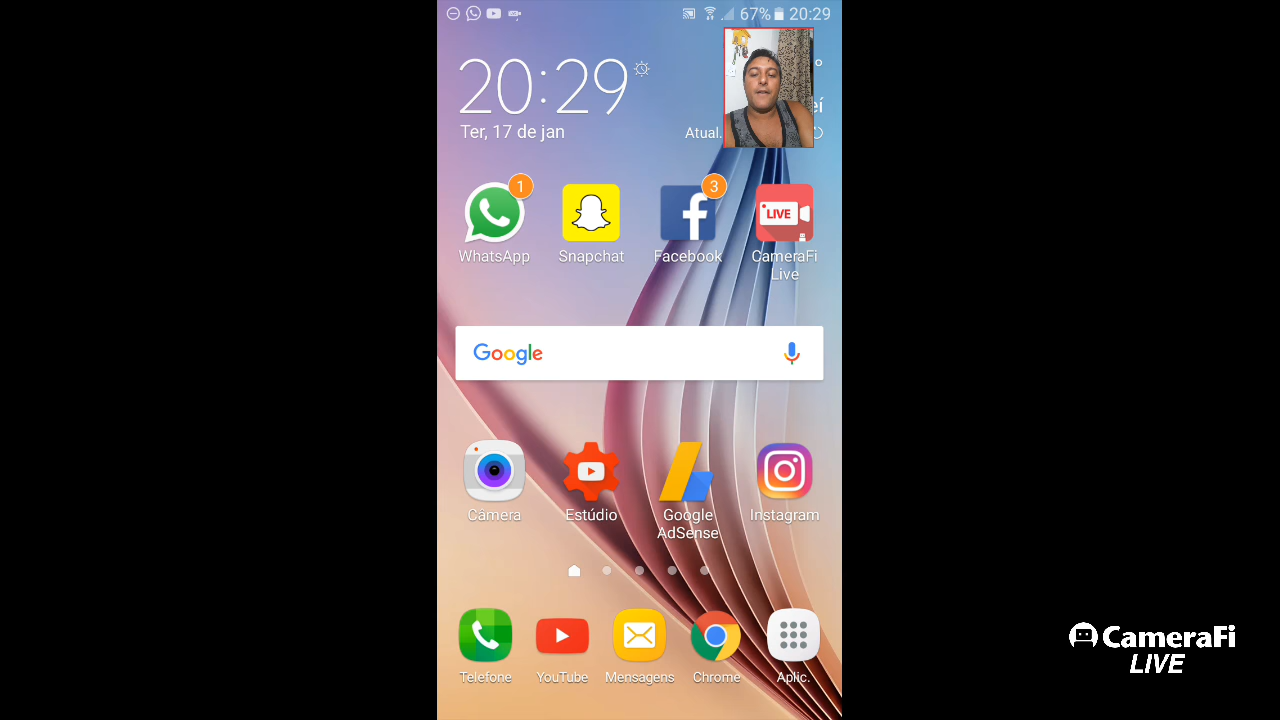 67% 20:29
20:29
Ter, 17 de jan
Atual.
1
3
LIVE
WhatsApp Snapchat Facebook CameraFi Live
Google
Câmera Estúdio Google AdSense Instagram
Telefone YouTube Mensagens Chrome Aplic.
CameraFi
LIVE